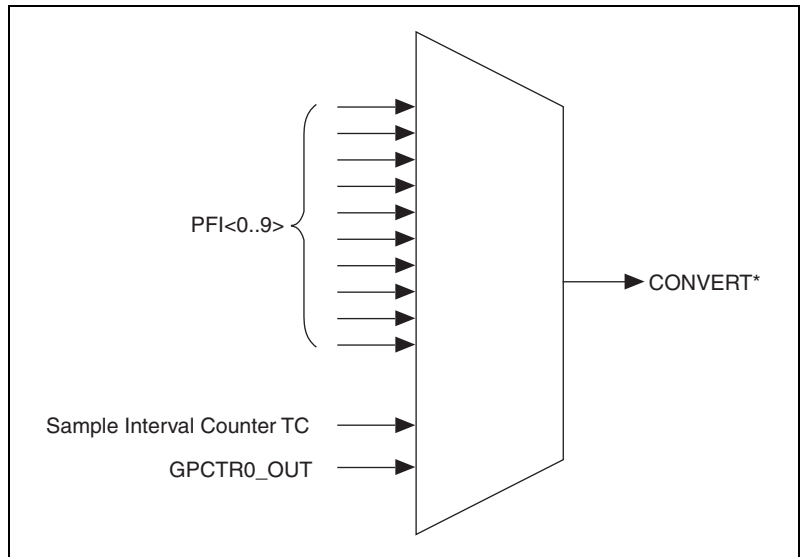 PFI<0..9>
CONVERT*
Sample Interval Counter TC
GPCTR0_OUT